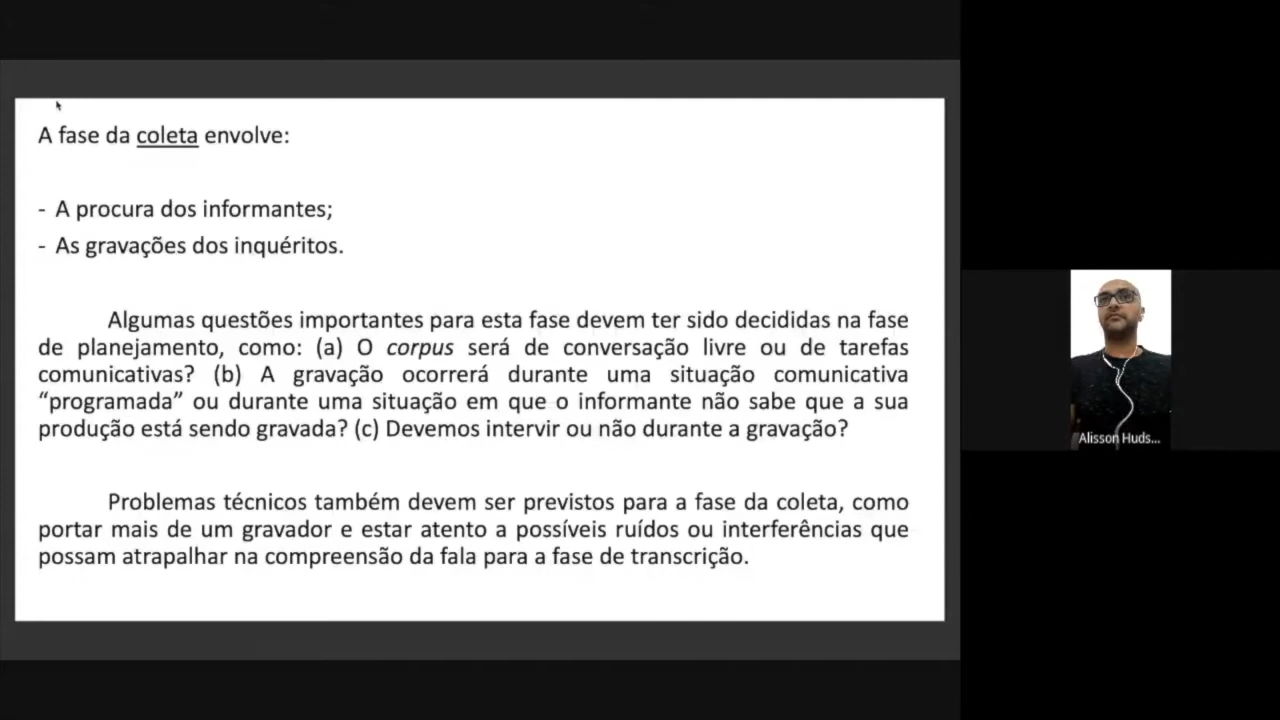 A fase da coleta envolve:
- A procura dos informantes;
- As gravações dos inquéritos.
Algumas questões importantes para esta fase devem ter sido decididas na fase
de planejamento, como: (a) O corpus será de conversação livre ou de tarefas
comunicativas? (b) A gravação ocorrerá durante uma situação comunicativa
“programada” ou durante uma situação em que o informante não sabe que a sua
produção está sendo gravada? (c) Devemos intervir ou não durante a gravação?
Problemas técnicos também devem ser previstos para a fase da coleta, como
portar mais de um gravador e estar atento a possíveis ruídos ou interferências que
possam atrapalhar na compreensão da fala para a fase de transcrição.
Alisson Huds...